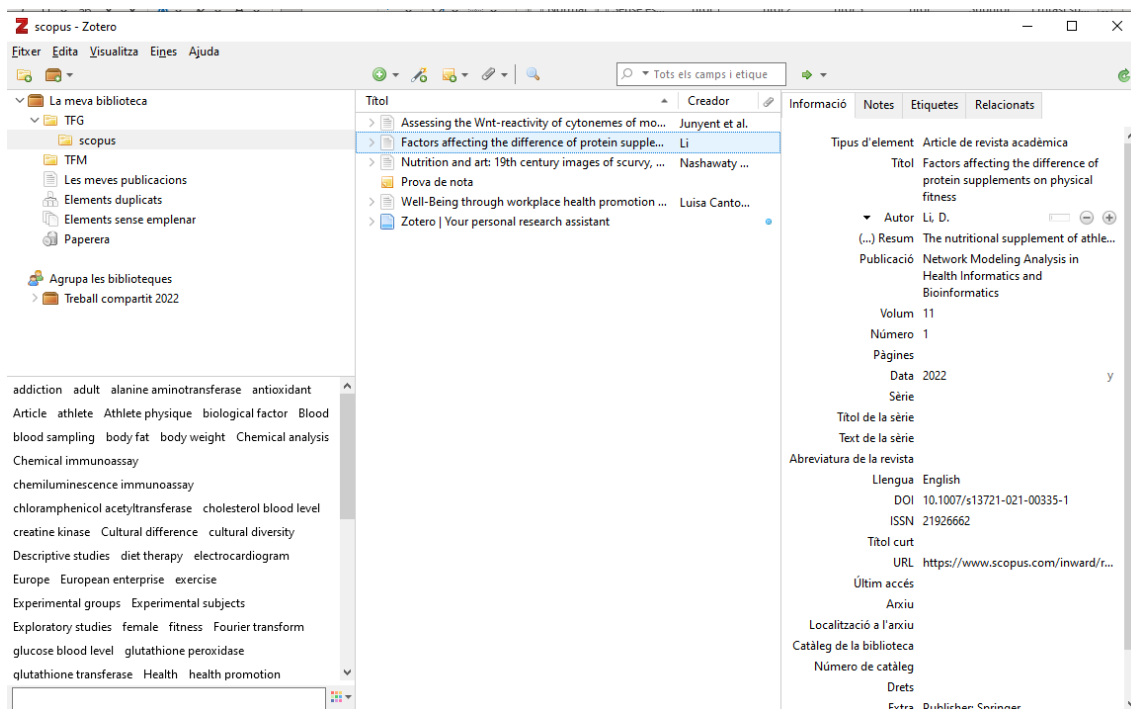 scopus - Zotero
Fitxer Edita Visualitza Eines Ajuda
Tots els camps i etique
La meva biblioteca
TFG
scopus
TFM
Les meves publicacions
Elements duplicats
Elements sense emplenar
Paperera
Agrupa les biblioteques
Treball compartit 2022
addiction adult alanine aminotransferase antioxidant
Article athlete Athlete physique biological factor Blood
blood sampling body fat body weight Chemical analysis
Chemical immunoassay
chemiluminescence immunoassay
chloramphenicol acetyltransferase cholesterol blood level
creatine kinase Cultural difference cultural diversity
Descriptive studies diet therapy electrocardiogram
Europe European enterprise exercise
Experimental groups Experimental subjects
Exploratory studies female fitness Fourier transform
glucose blood level glutathione peroxidase
glutathione transferase Health health promotion
Títol Creador
Assessing the Wnt-reactivity of cytonemes of mo... Junyent et al.
Factors affecting the difference of protein supple... Li
Nutrition and art: 19th century images of scurvy, ... Nashawaty ...
Prova de nota
Well-Being through workplace health promotion ... Luisa Canto...
Zotero | Your personal research assistant
Informació Notes Etiquetes Relacionats
Tipus d'element Article de revista acadèmica
Títol Factors affecting the difference of
protein supplements on physical
fitness
Autor Li, D.
(...) Resum The nutritional supplement of athle...
Publicació Network Modeling Analysis in
Health Informatics and
Bioinformatics
Volum 11
Número 1
Pàgines
Data 2022 y
Sèrie
Títol de la sèrie
Text de la sèrie
Abreviatura de la revista
Llengua English
DOI 10.1007/s13721-021-00335-1
ISSN 21926662
Títol curt
URL https://www.scopus.com/inward/r...
Últim accés
Arxiu
Localització a l'arxiu
Catàleg de la biblioteca
Número de catàleg
Drets
Extra Publisher: Springer